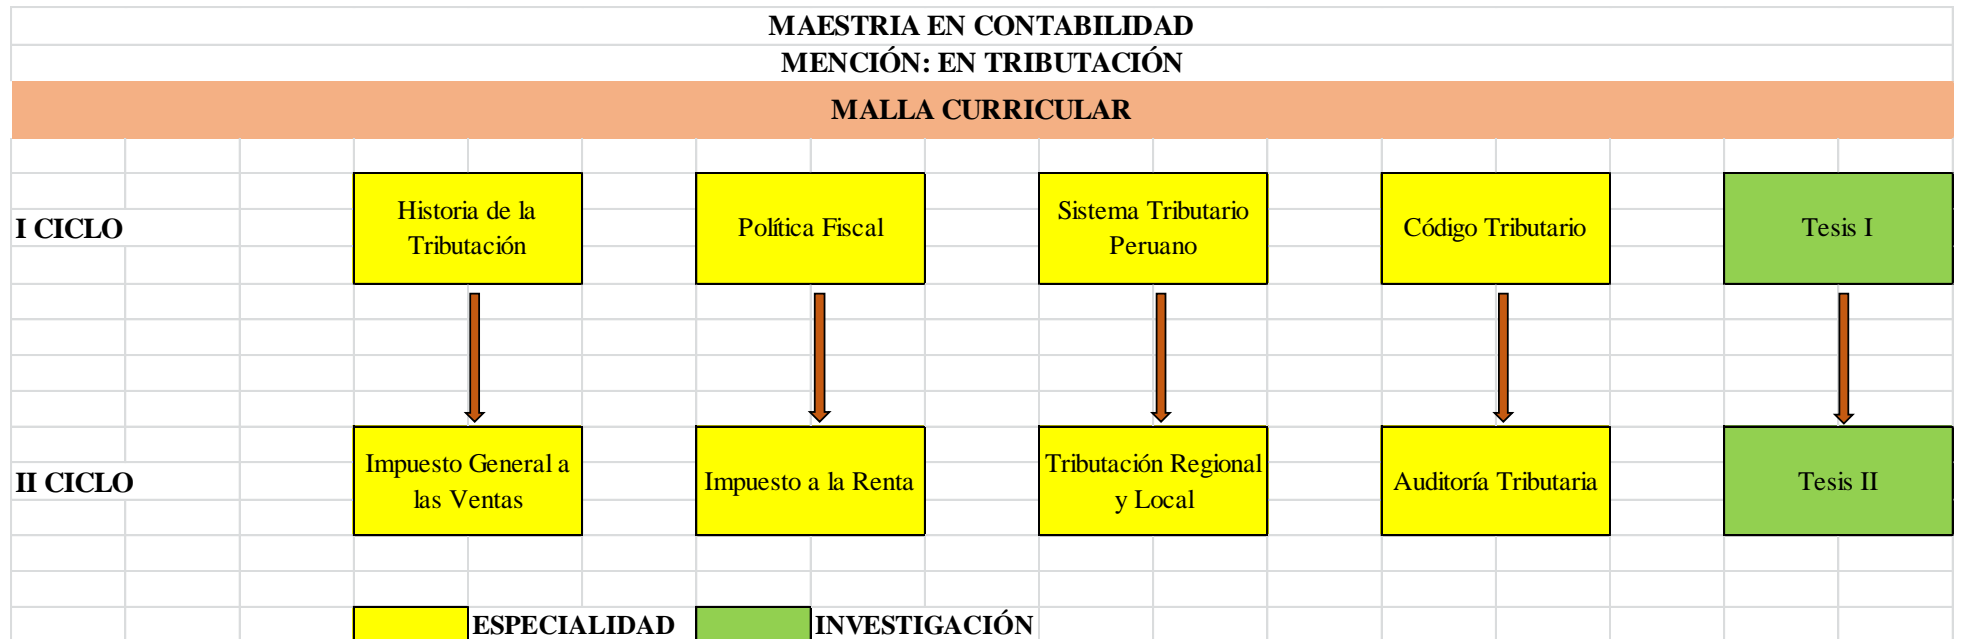 MAESTRIA EN CONTABILIDAD
MENCIÓN: EN TRIBUTACIÓN
MALLA CURRICULAR
I CICLO
Historia de la
Tributación
Política Fiscal
Sistema Tributario
Peruano
Código Tributario
Tesis I
II CICLO
Impuesto General a
las Ventas
Impuesto a la Renta
Tributación Regional
y Local
Auditoría Tributaria
Tesis II
ESPECIALIDAD
INVESTIGACIÓN